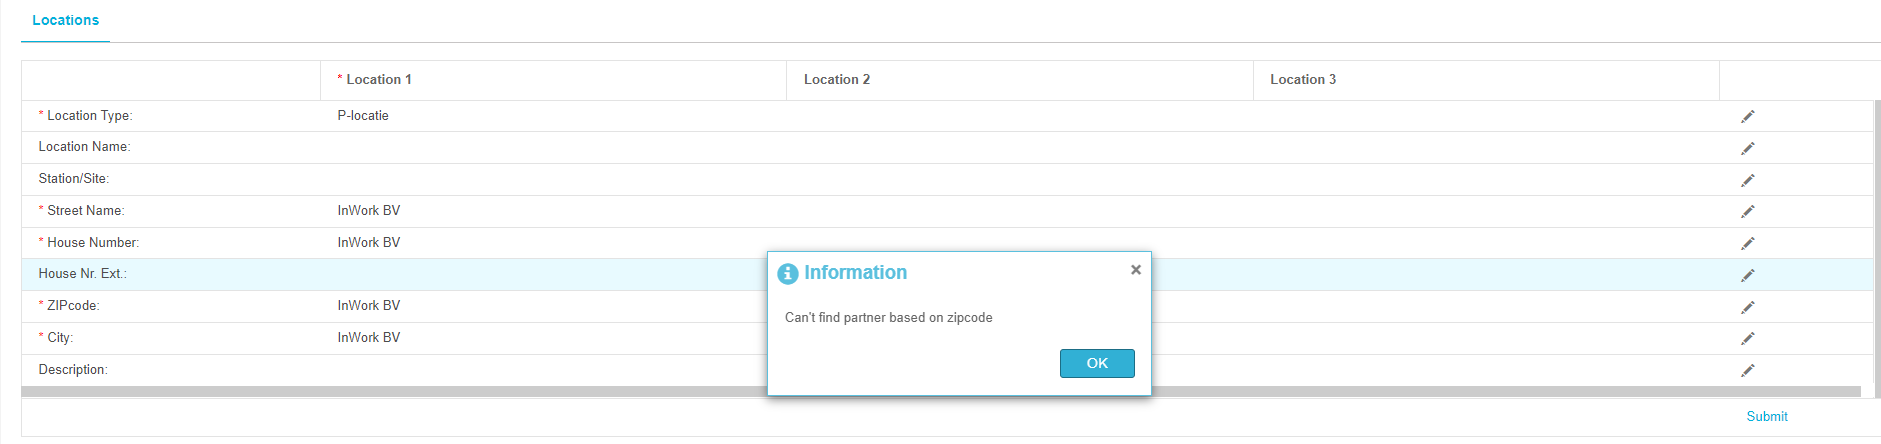 Locations
* Location 1
Location 2
Location 3
* Location Type:
P-locatie
Location Name:
Station/Site:
* Street Name:
InWork BV
* House Number:
InWork BV
House Nr. Ext.:
* ZIPcode:
InWork BV
* City:
InWork BV
Description:
Information
Can't find partner based on zipcode
OK
Submit